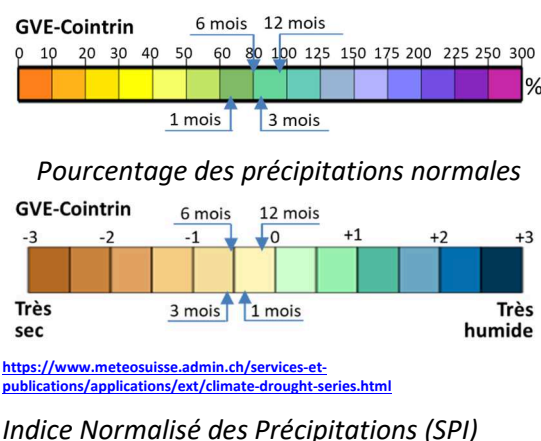 GVE-Cointrin
6 mois 12 mois
0 10 20 30 40 50 60 80 100 125 150 175 200 225 250 300
%
1 mois 3 mois
Pourcentage des précipitations normales
GVE-Cointrin
6 mois 12 mois
-3 -2 -1 0 +1 +2 +3
Très sec
3 mois 1 mois
Très humide
https://www.meteosuisse.admin.ch/services-et-
publications/applications/ext/climate-drought-series.html
Indice Normalisé des Précipitations (SPI)